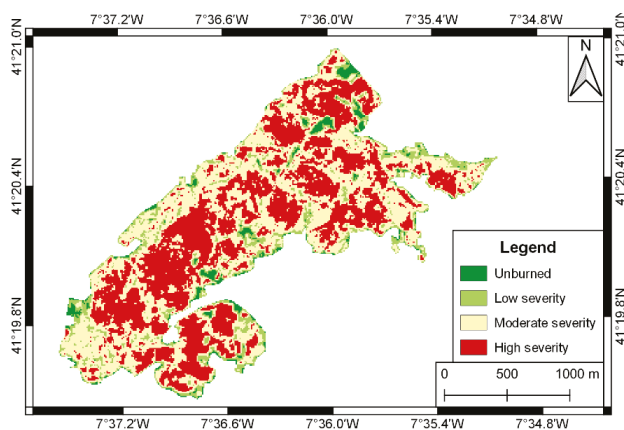 7°37.2'W 7°36.6'W 7°36.0'W 7°35.4'W 7°34.8'W
41°21.0'N 41°21.0'N
N
41°20.4'N 41°20.4'N
Legend
Unburned
Low severity
41°19.8'N Moderate severity 41°19.8'N
High severity
0 500 1000 m
7°37.2'W 7°36.6'W 7°36.0'W 7°35.4'W 7°34.8'W